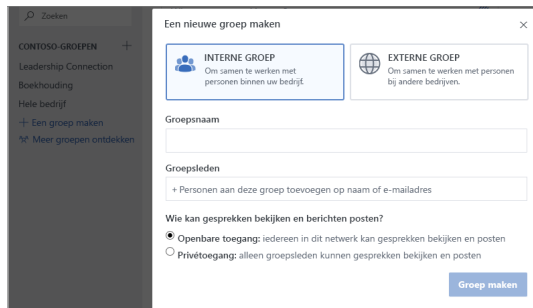 Zoeken
CONTOSO-GROEPEN
Leadership Connection
Boekhouding
Hele bedrijf
+ Een groep maken
Meer groepen ontdekken
Een nieuwe groep maken
INTERNE GROEP
Om samen te werken met
personen binnen uw bedrijf.
EXTERNE GROEP
Om samen te werken met personen
bij andere bedrijven.
Groepsnaam
Groepsleden
+ Personen aan deze groep toevoegen op naam of e-mailadres
Wie kan gesprekken bekijken en berichten posten?
Openbare toegang: iedereen in dit netwerk kan gesprekken bekijken en posten
Privétoegang: alleen groepsleden kunnen gesprekken bekijken en posten
Groep maken